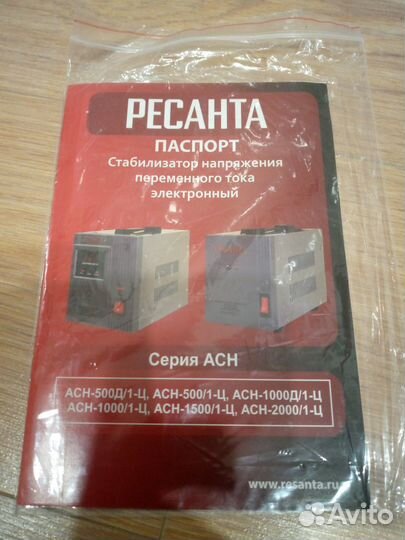 РЕСАНТА
ПАСПОРТ
Стабилизатор напряжения
переменного тока
электронный
Серия АСН
АСН-500Д/1-Ц, АСН-500/1-Ц, АСН-1000Д/1-Ц
АСН-1000/1-Ц, АСН-1500/1-Ц, АСН-2000/1-Ц
www.resanta.ru
Avito